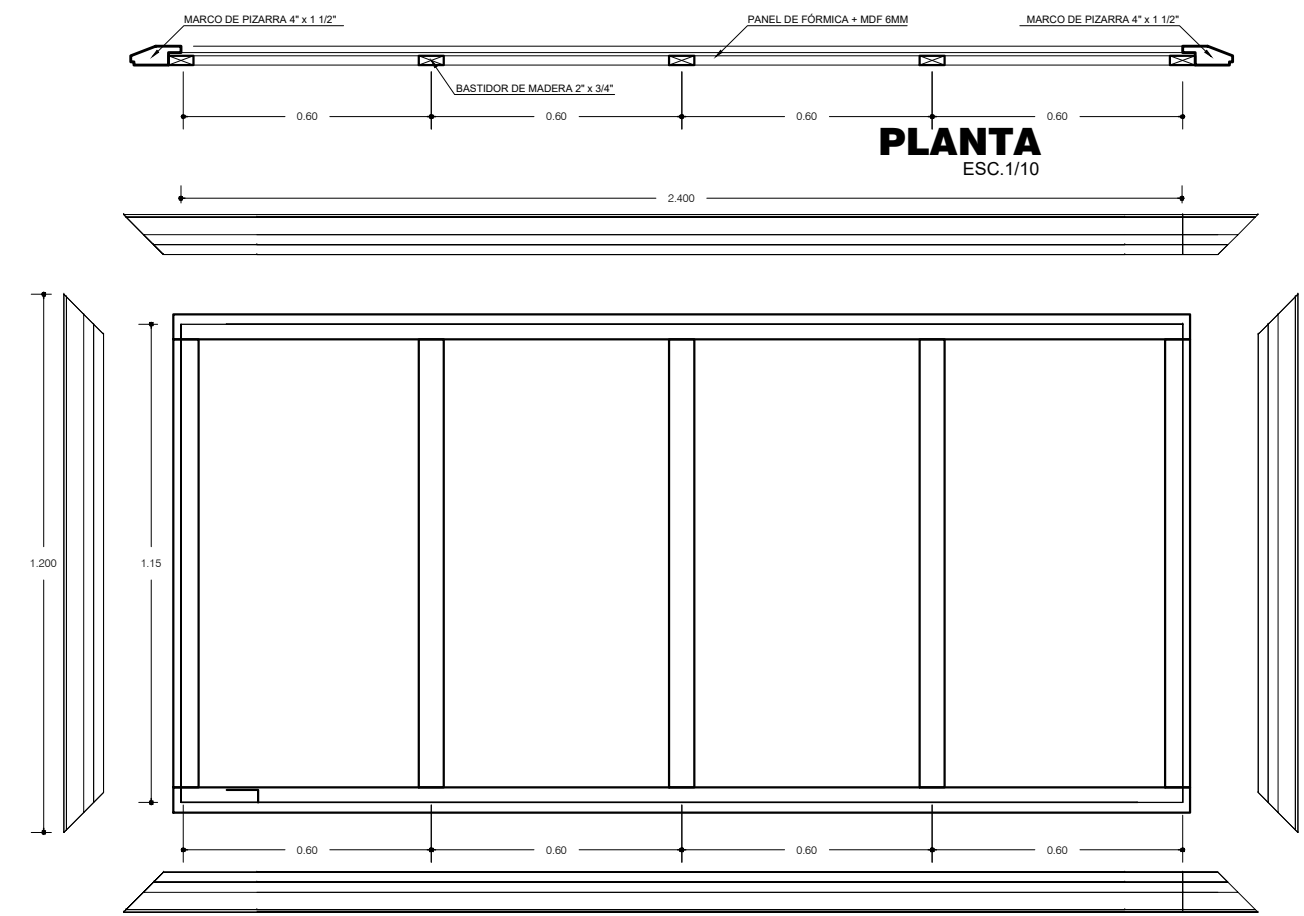 MARCO DE PIZARRA 4" x 1 1/2"
PANEL DE FÓRMICA + MDF 6MM
MARCO DE PIZARRA 4" x 1 1/2"
BASTIDOR DE MADERA 2" x 3/4"
0.60
0.60
0.60
0.60
PLANTA
ESC.1/10
2.400
1.200
1.15
0.60
0.60
0.60
0.60